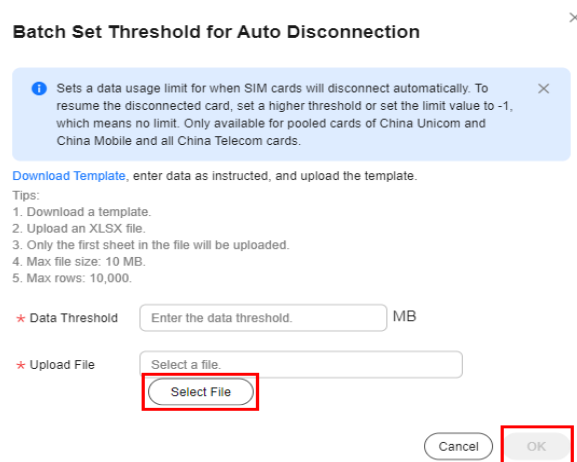 Batch Set Threshold for Auto Disconnection
Sets a data usage limit for when SIM cards will disconnect automatically. To
resume the disconnected card, set a higher threshold or set the limit value to -1,
which means no limit. Only available for pooled cards of China Unicom and
China Mobile and all China Telecom cards.
Download Template, enter data as instructed, and upload the template.
Tips:
1. Download a template.
2. Upload an XLSX file.
3. Only the first sheet in the file will be uploaded.
4. Max file size: 10 MB.
5. Max rows: 10,000.
* Data Threshold Enter the data threshold. MB
* Upload File Select a file.
Select File
Cancel OK